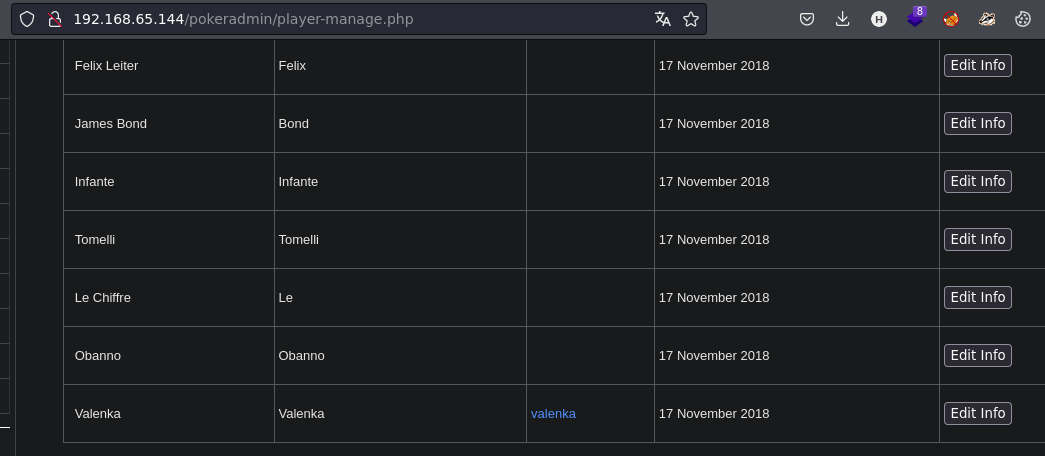 192.168.65.144/pokeradmin/player-manage.php
H
8
Felix Leiter Felix 17 November 2018 Edit Info
James Bond Bond 17 November 2018 Edit Info
Infante Infante 17 November 2018 Edit Info
Tomelli Tomelli 17 November 2018 Edit Info
Le Chiffre Le 17 November 2018 Edit Info
Obanno Obanno 17 November 2018 Edit Info
Valenka Valenka valenka 17 November 2018 Edit Info